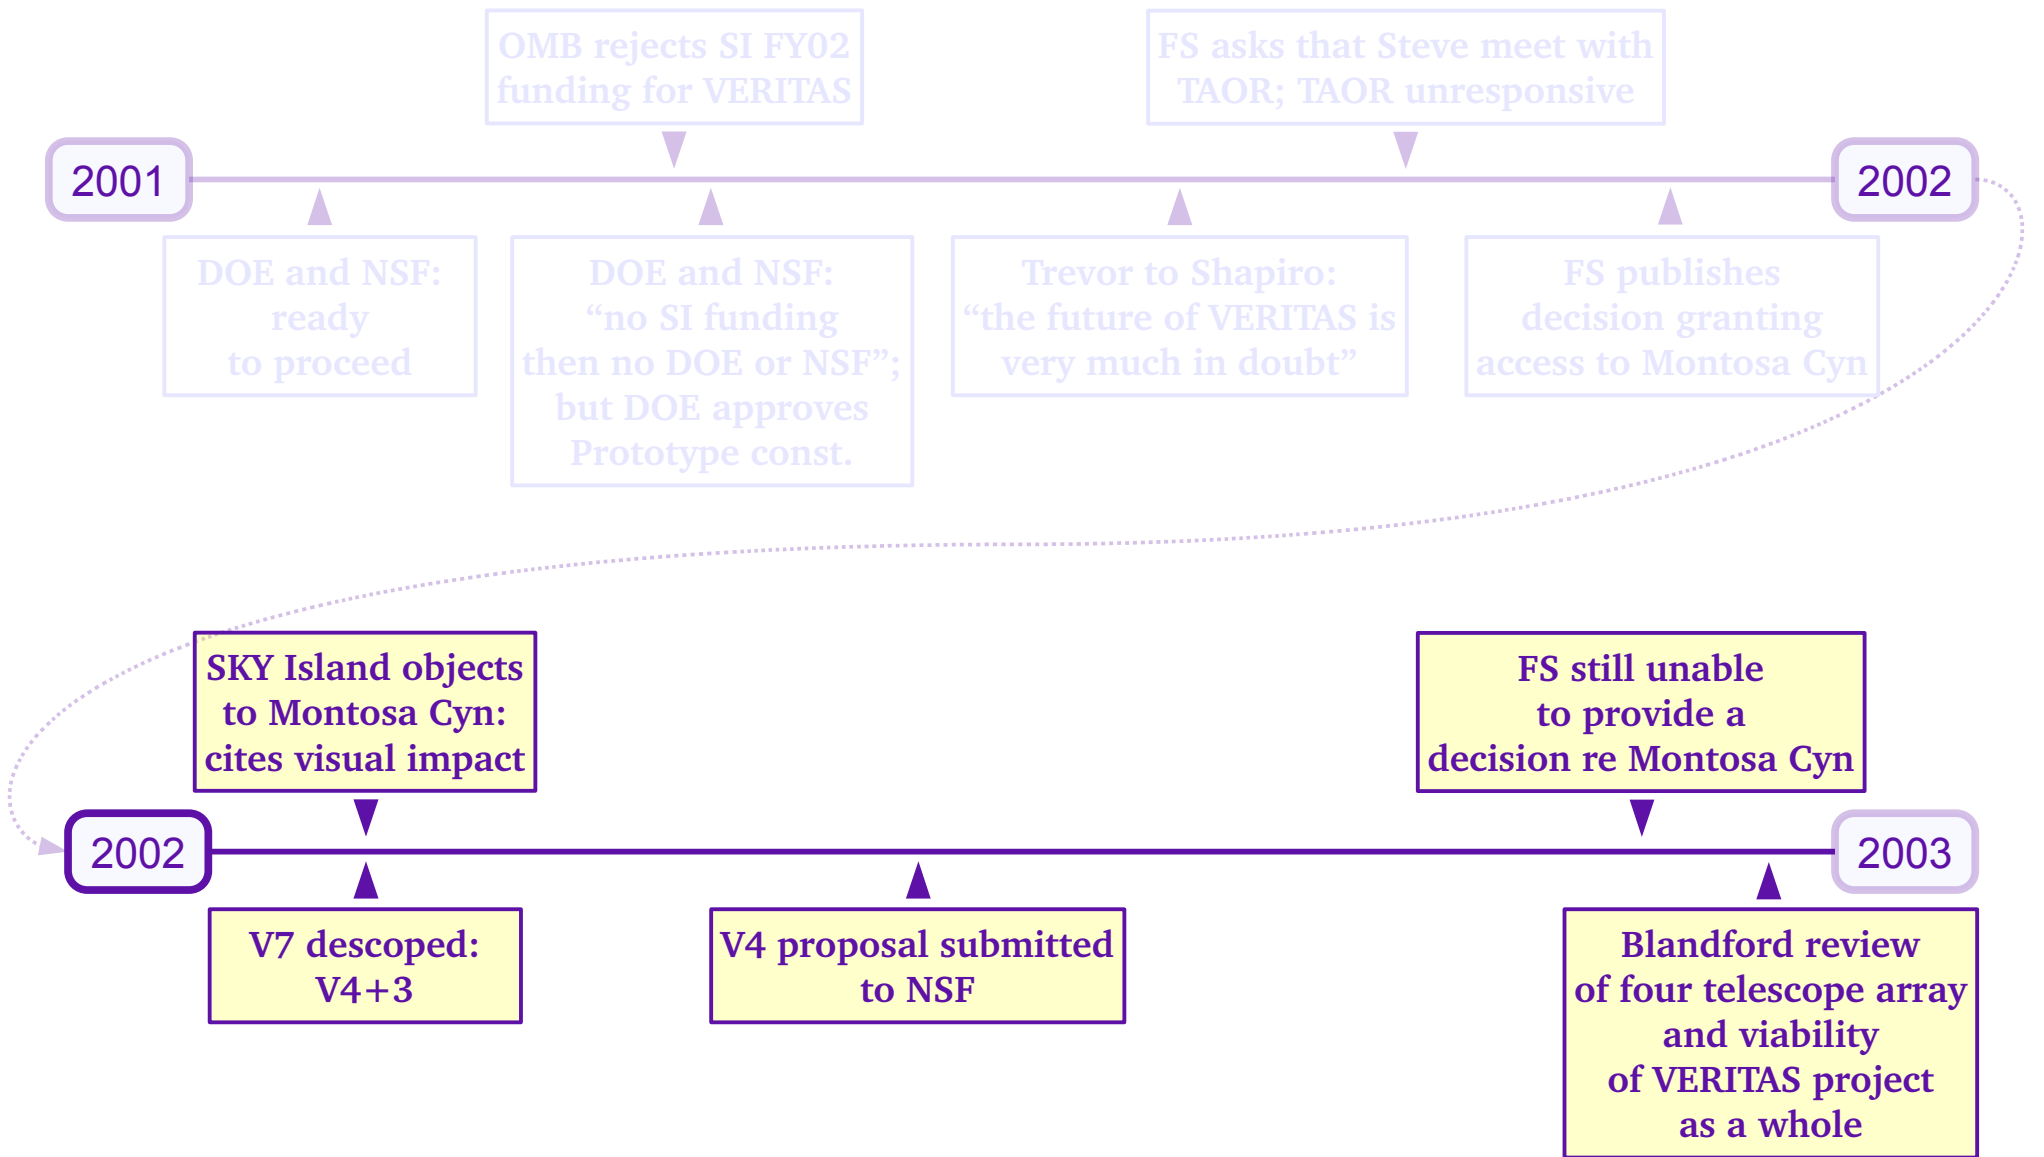 OMB rejects SI FY02
funding for VERITAS
FS asks that Steve meet with
TAOR; TAOR unresponsive
2001
2002
DOE and NSF:
ready
to proceed
DOE and NSF:
“no SI funding
then no DOE or NSF”;
but DOE approves
Prototype const.
Trevor to Shapiro:
“the future of VERITAS is
very much in doubt”
FS publishes
decision granting
access to Montosa Cyn
SKY Island objects
to Montosa Cyn:
cites visual impact
FS still unable
to provide a
decision re Montosa Cyn
2002
2003
V7 descoped:
V4+3
V4 proposal submitted
to NSF
Blandford review
of four telescope array
and viability
of VERITAS project
as a whole